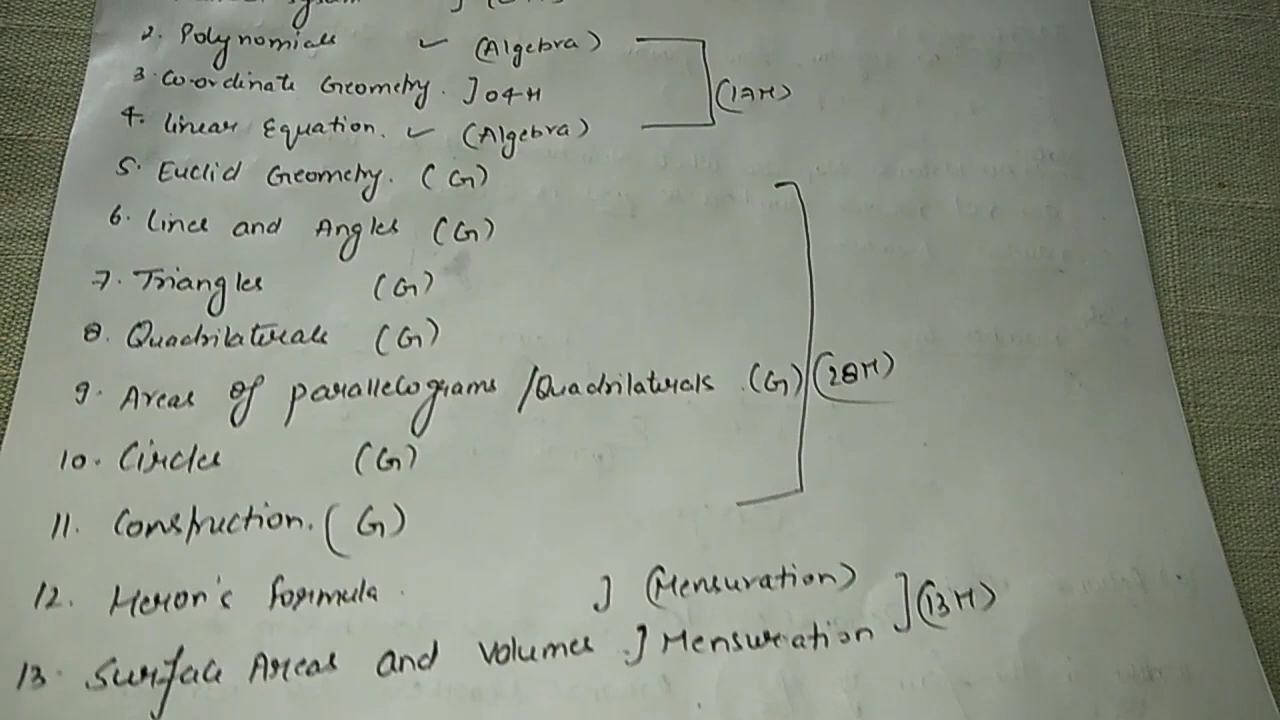 2. Polynomials ✓ (Algebra)
3. Co-ordinate Geometry. ] 04M
(17M)
4. linear Equation. ✓ (Algebra)
5. Euclid Geometry. (G)
6. Lines and Angles (G)
7. Triangles (G)
8. Quadrilaterals (G)
9. Areas of parallelograms /Quadrilaterals (G) (28M)
10. Circles (G)
11. Construction. (G)
12. Heron's formula. ] (Mensuration) ] (13M)
13. Surface Areas and volumes ] Mensuration